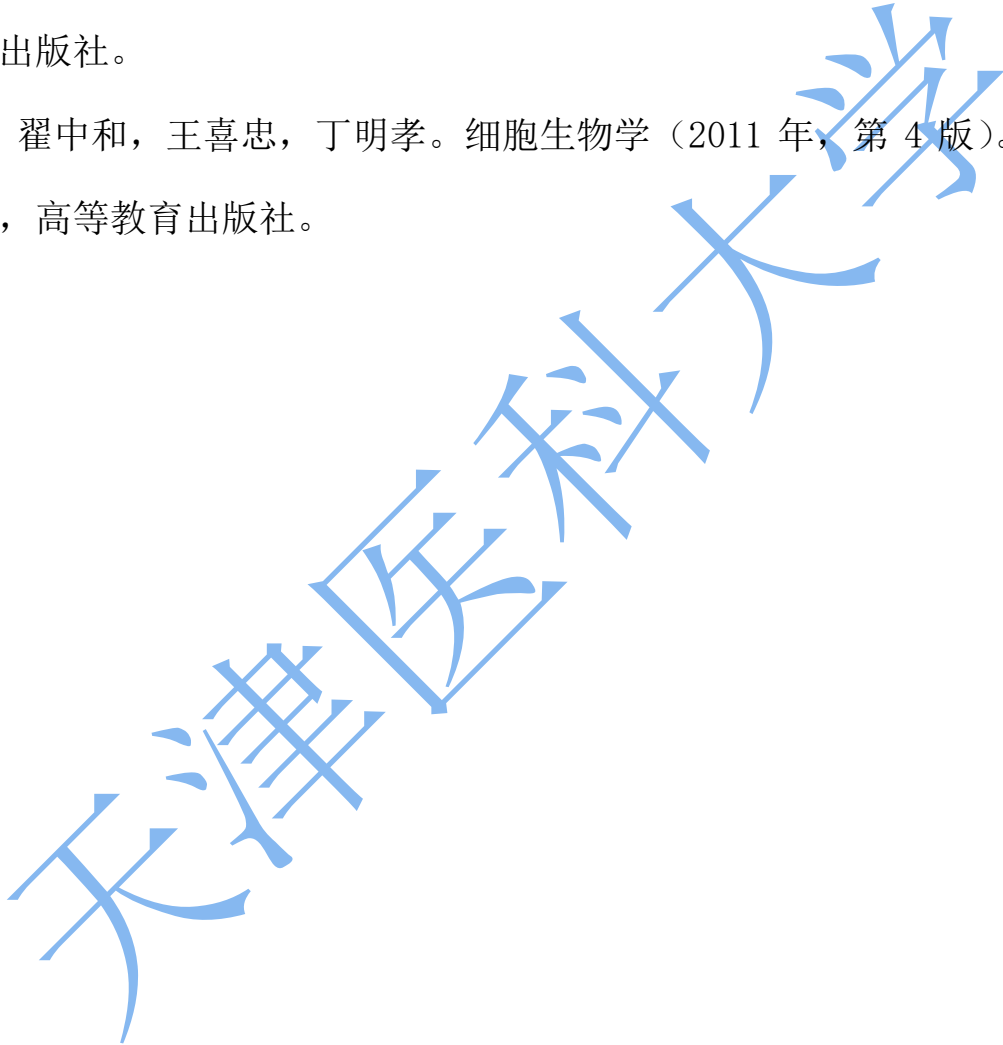 出版社。
翟中和，王喜忠，丁明孝。细胞生物学（2011 年，第 4 版）。
，高等教育出版社。
天津医科大学